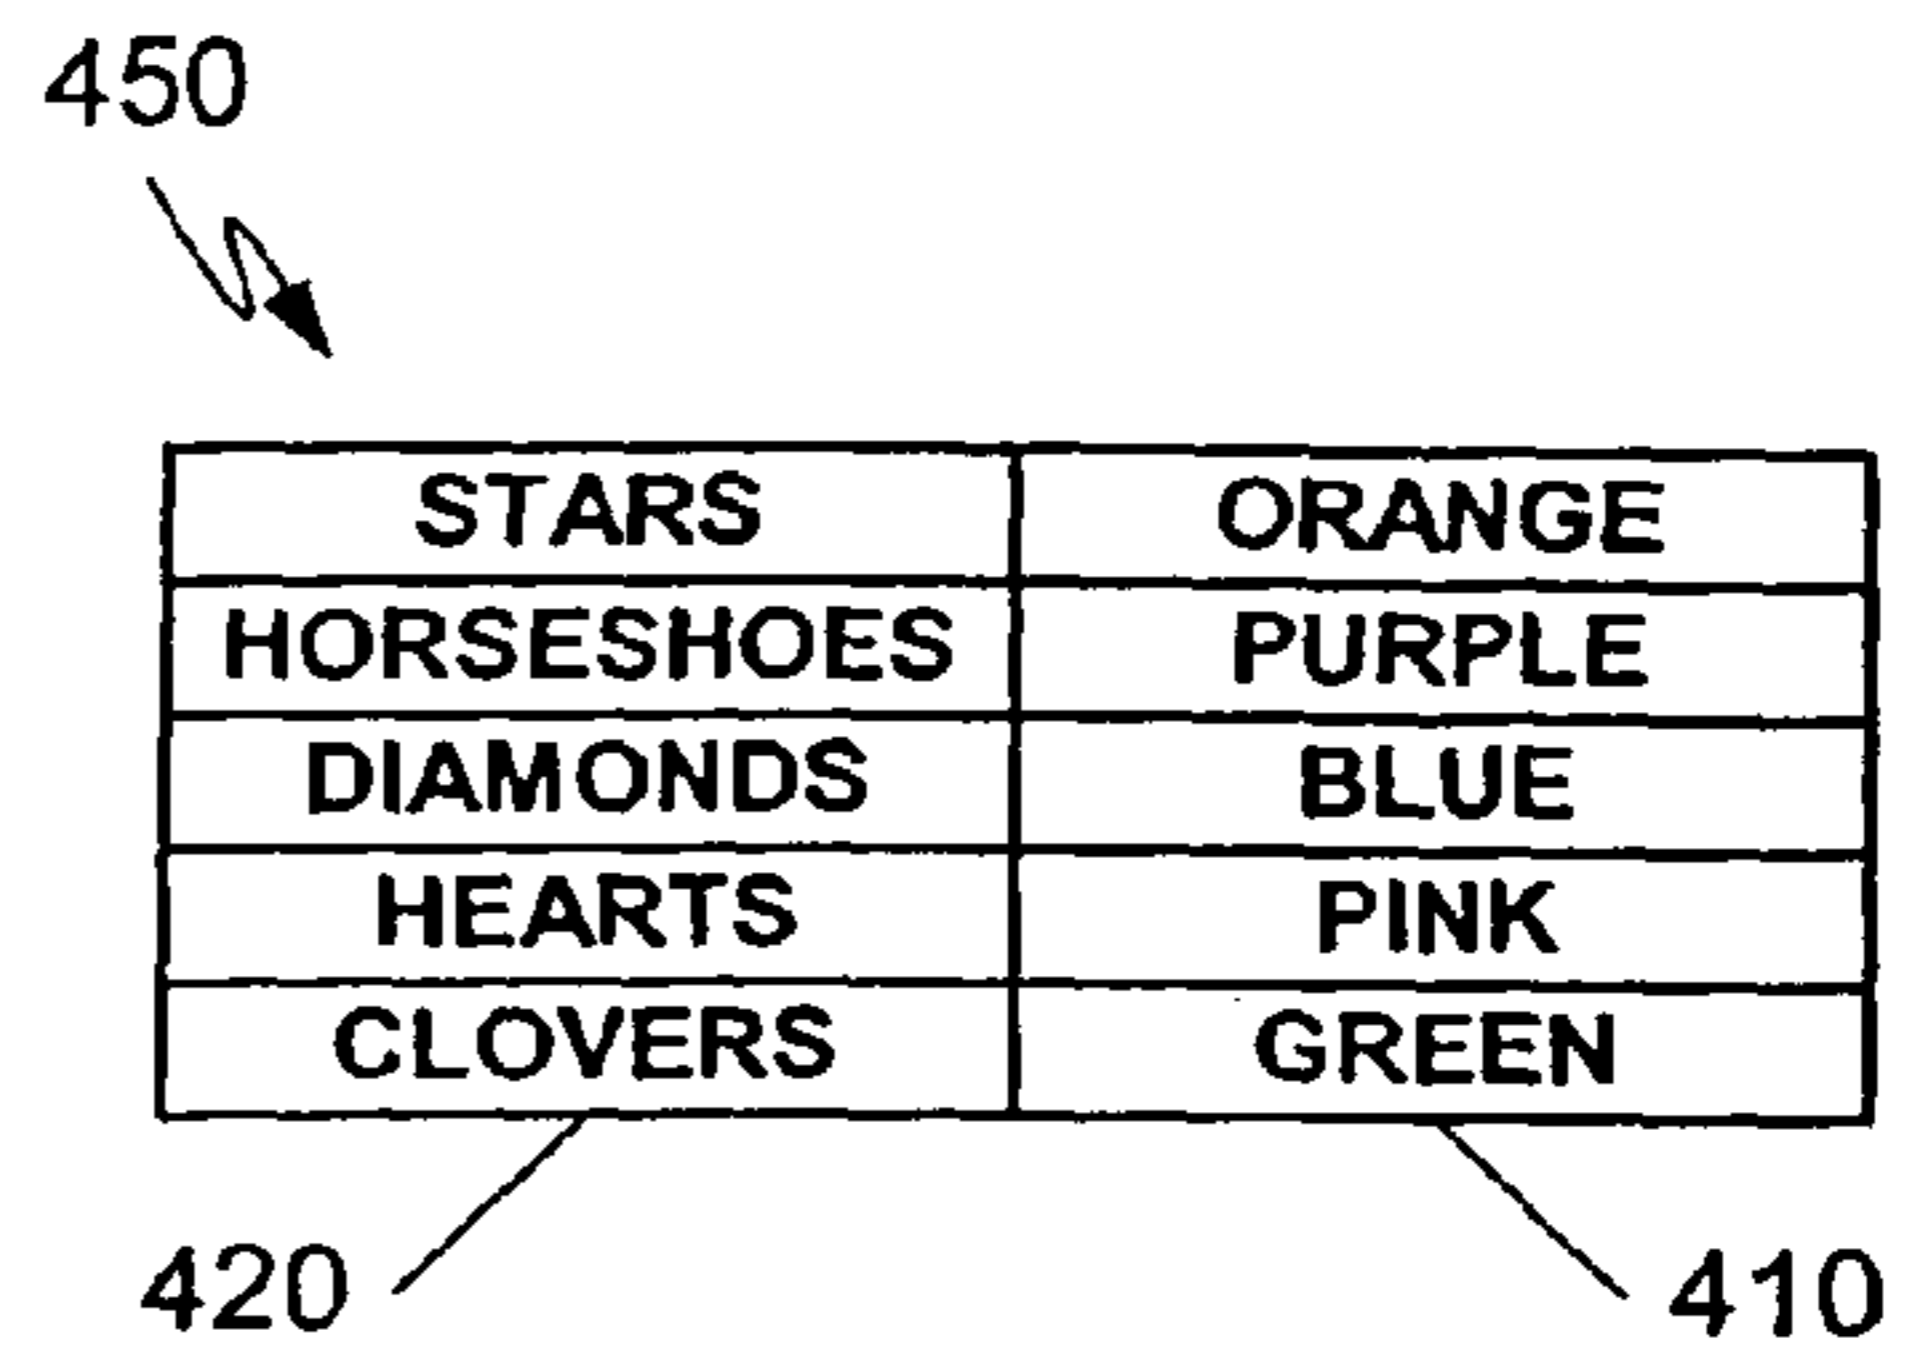 450
STARS ORANGE
HORSESHOES PURPLE
DIAMONDS BLUE
HEARTS PINK
CLOVERS GREEN
420 410